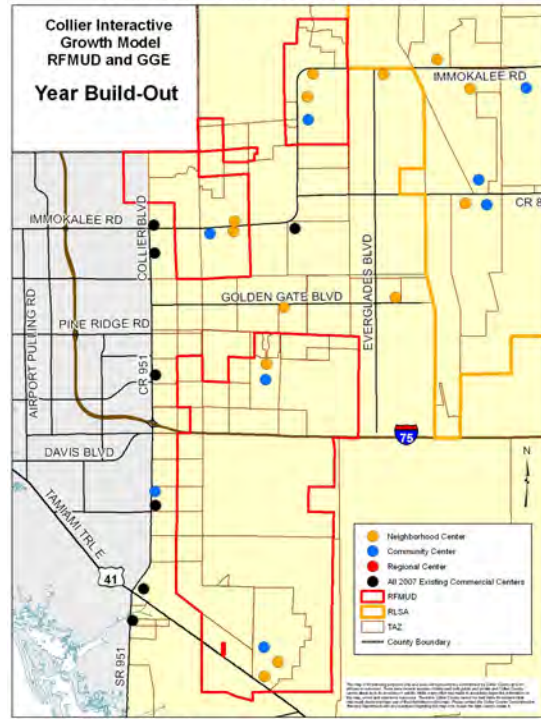 Collier Interactive
Growth Model
RFMUD and GGE
Year Build-Out
IMMOKALEE RD
CR 8
IMMOKALEE RD
COLLIER BLVD
GOLDEN GATE BLVD
EVERGLADES BLVD
AIRPORT PULLING RD
PINE RIDGE RD
CR 951
75
DAVIS BLVD
N
TAMIAMI TRL E
41
SR 951
Neighborhood Center
Community Center
Regional Center
All 2007 Existing Commercial Centers
RFMUD
RLSA
TAZ
County Boundary